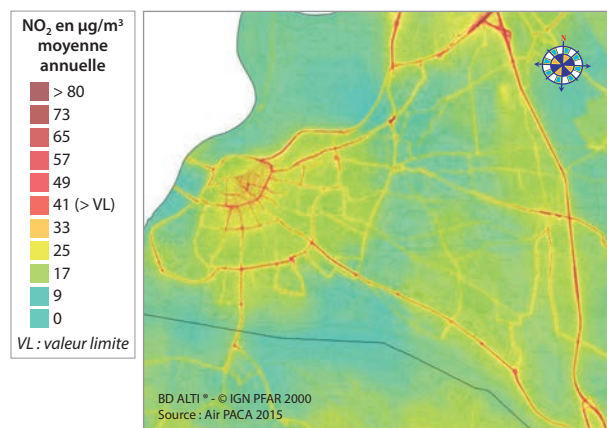 NO₂ en µg/m³
moyenne
annuelle
> 80
73
65
57
49
41 (> VL)
33
25
17
9
0
VL : valeur limite
N
BD ALTI ® - © IGN PFAR 2000
Source : Air PACA 2015